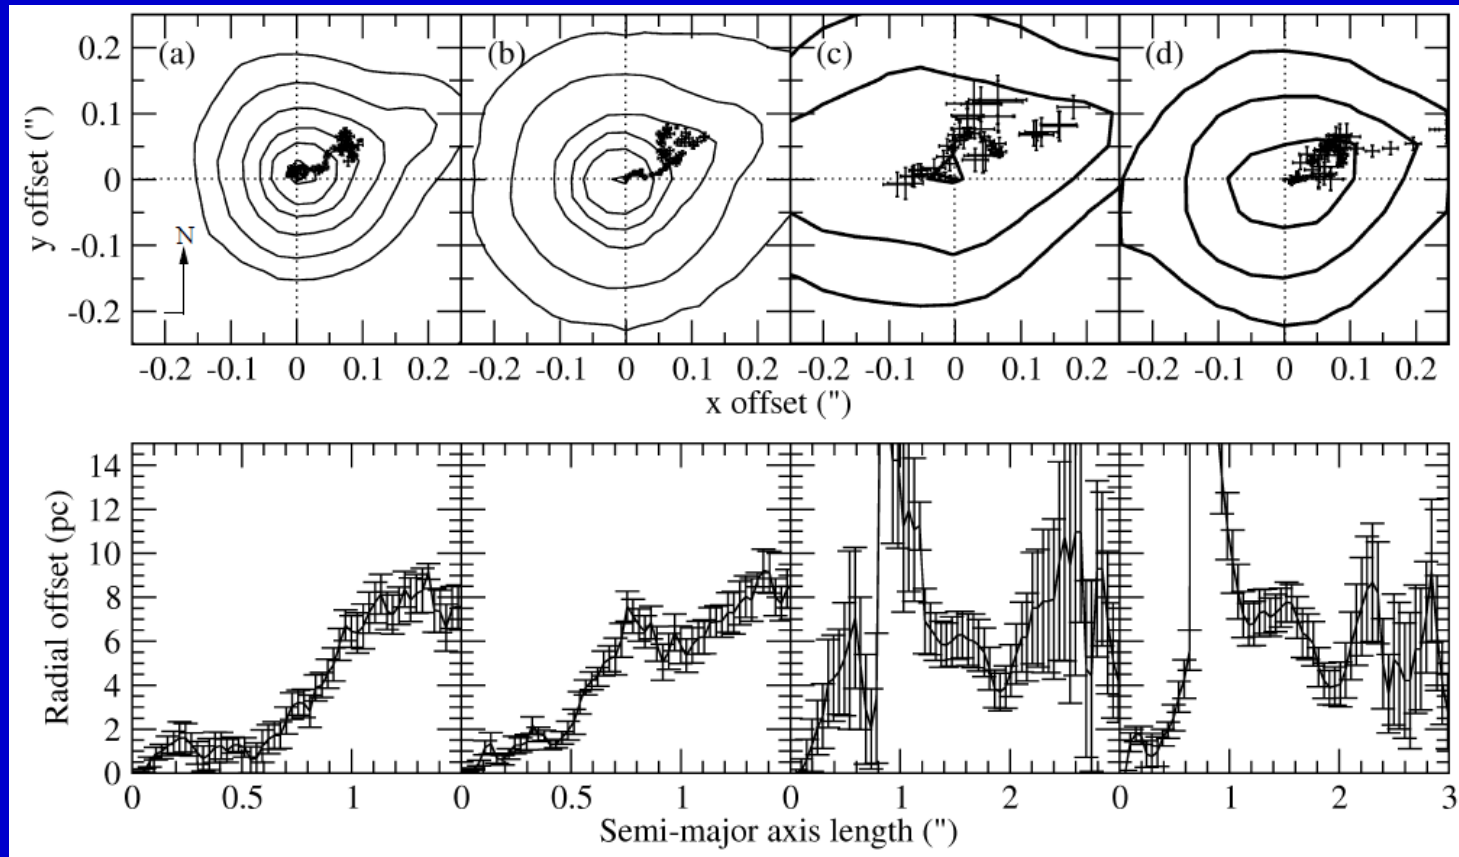 (a) (b) (c) (d)
0.2
0.1
0
-0.1
-0.2
y offset (")
N
-0.2 -0.1 0 0.1 0.2 -0.2 -0.1 0 0.1 0.2 -0.2 -0.1 0 0.1 0.2 -0.2 -0.1 0 0.1 0.2
x offset (")
14
12
10
8
6
4
2
0
Radial offset (pc)
0 0.5 1 0 0.5 1 0 1 2 0 1 2 3
Semi-major axis length (")